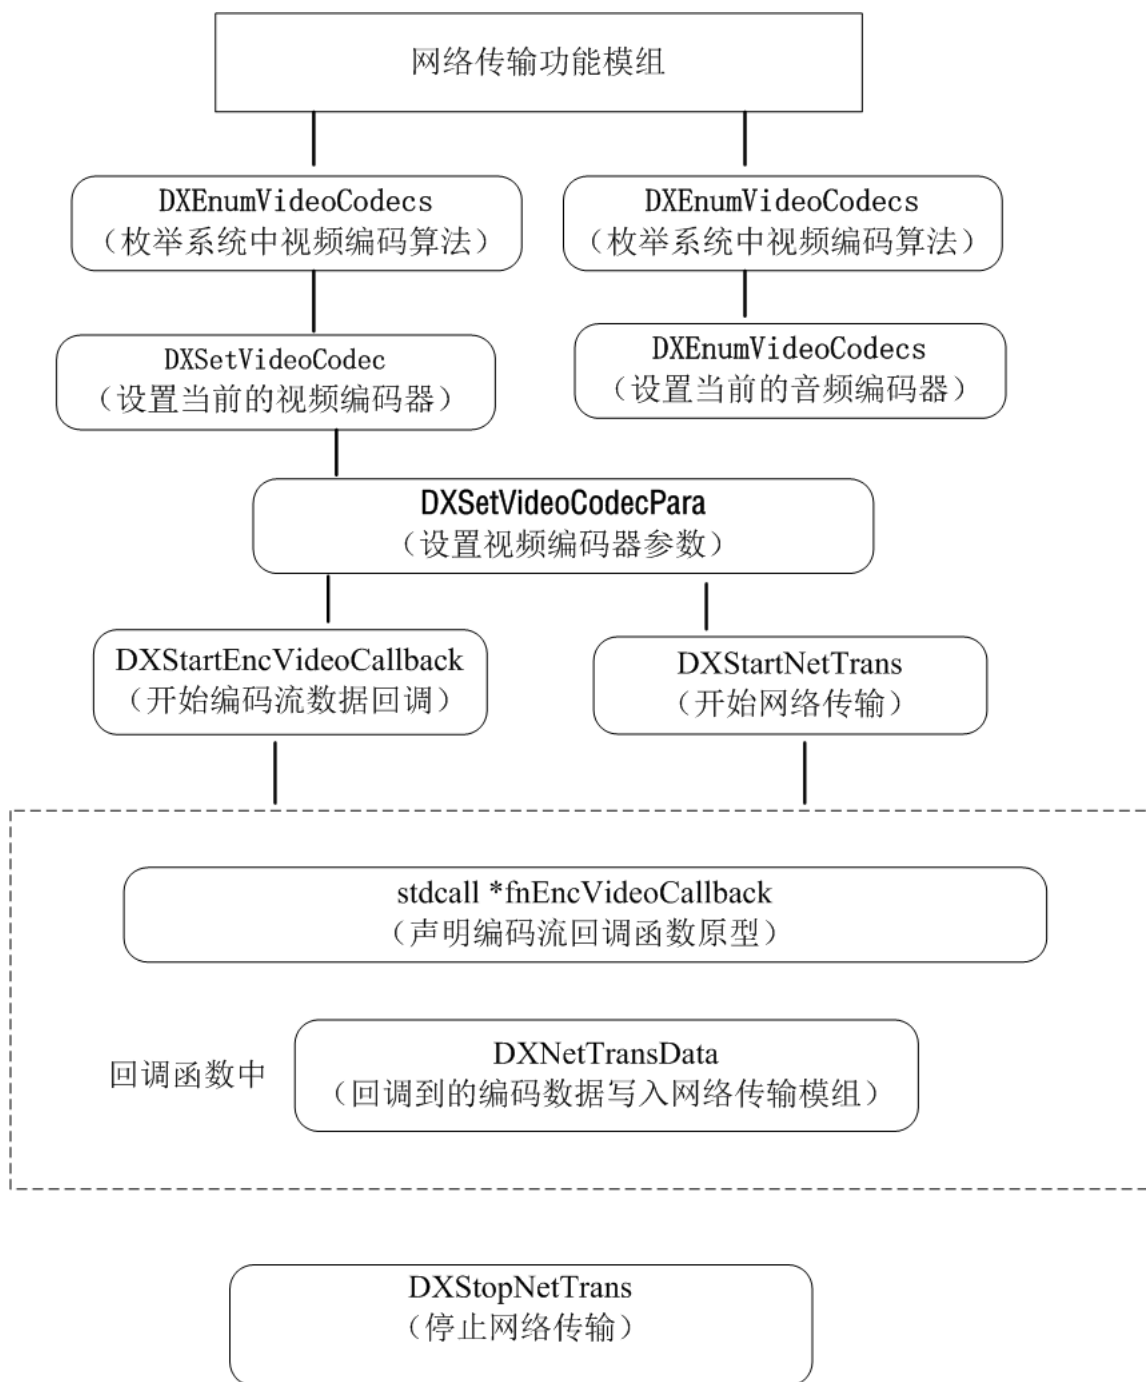 网络传输功能模组
DXEnumVideoCodecs
（枚举系统中视频编码算法）
DXEnumVideoCodecs
（枚举系统中视频编码算法）
DXSetVideoCodec
（设置当前的视频编码器）
DXEnumVideoCodecs
（设置当前的音频编码器）
DXSetVideoCodecPara
（设置视频编码器参数）
DXStartEncVideoCallback
（开始编码流数据回调）
DXStartNetTrans
（开始网络传输）
stdcall *fnEncVideoCallback
（声明编码流回调函数原型）
回调函数中
DXNetTransData
（回调到的编码数据写入网络传输模组）
DXStopNetTrans
（停止网络传输）